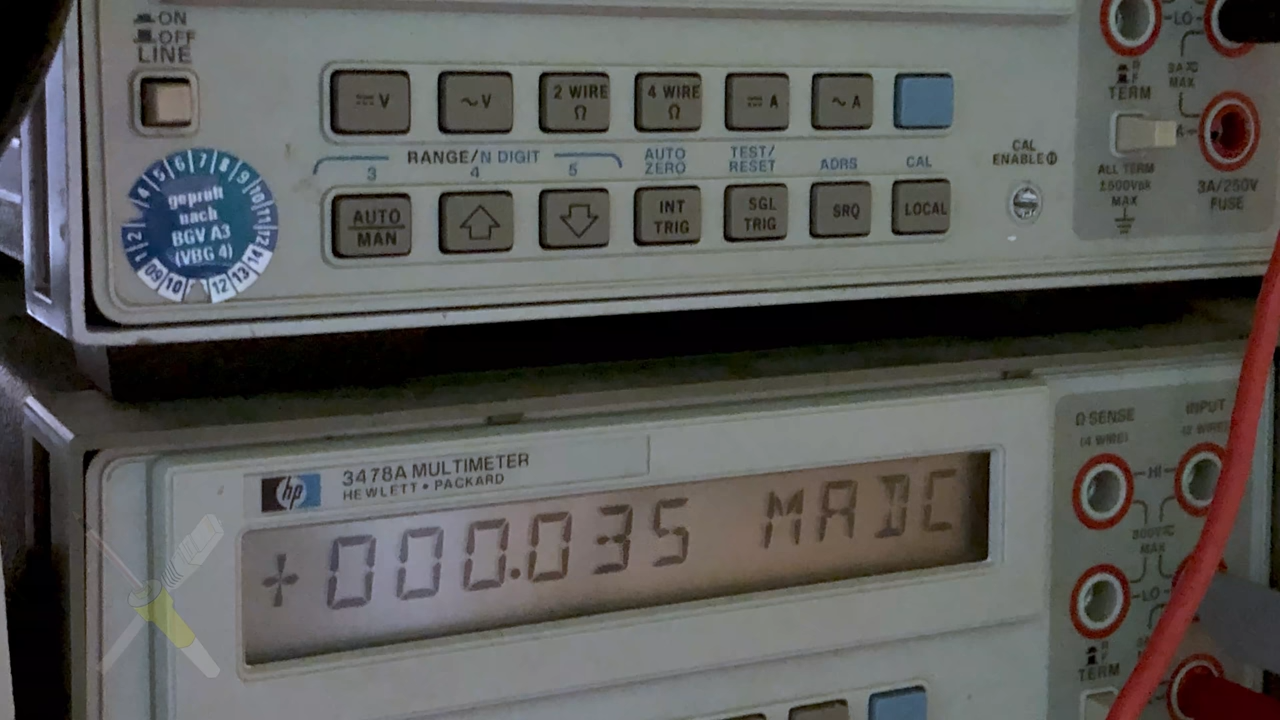 ON
OFF
LINE
V
~V
2 WIRE
Ω
4 WIRE
Ω
A
~A
RANGE/N DIGIT
3
4
5
AUTO
ZERO
TEST/
RESET
ADRS
CAL
AUTO
MAN
INT
TRIG
SGL
TRIG
SRQ
LOCAL
CAL
ENABLE
1 2 3 4 5 6 7 8 9 10 11 12
geprüft
nach
BGV A3
(VBG 4)
09 10 12 13 14
LO
F
R
TERM
3A
MAX
A
ALL TERM
±500Vpk
MAX
3A/250V
FUSE
hp
3478A MULTIMETER
HEWLETT • PACKARD
+000.035 MADC
Ω SENSE
(4 WIRE)
INPUT
(2 WIRE)
HI
MAX
LO
F
R
TERM